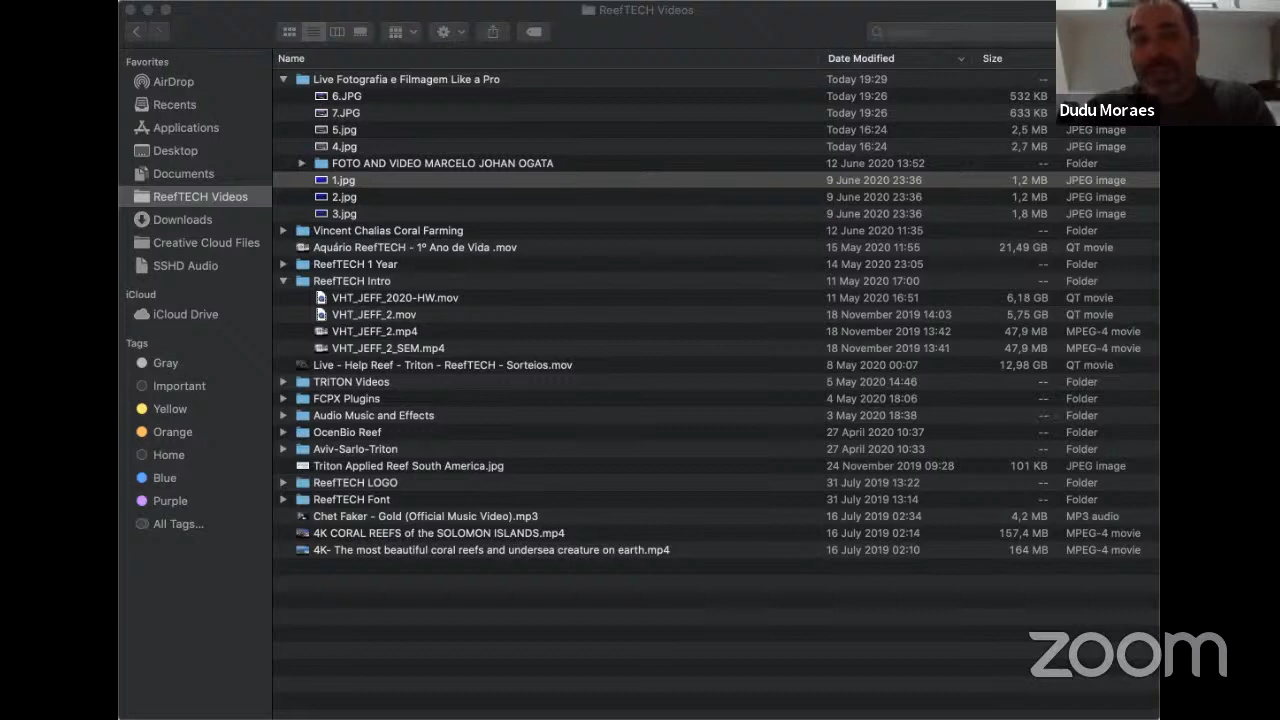 ReefTECH Videos
Favorites
AirDrop
Recents
Applications
Desktop
Documents
ReefTECH Videos
Downloads
Creative Cloud Files
SSHD Audio
iCloud
iCloud Drive
Tags
Gray
Important
Yellow
Orange
Home
Blue
Purple
All Tags...
Name Date Modified Size
Live Fotografia e Filmagem Like a Pro Today 19:29 --
6.JPG Today 19:26 532 KB
7.JPG Today 19:26 633 KB
5.jpg Today 16:24 2,5 MB JPEG image
4.jpg Today 16:24 2,7 MB JPEG image
FOTO AND VIDEO MARCELO JOHAN OGATA 12 June 2020 13:52 -- Folder
1.jpg 9 June 2020 23:36 1,2 MB JPEG image
2.jpg 9 June 2020 23:36 1,2 MB JPEG image
3.jpg 9 June 2020 23:36 1,8 MB JPEG image
Vincent Chalias Coral Farming 12 June 2020 11:35 -- Folder
Aquário ReefTECH - 1º Ano de Vida .mov 15 May 2020 11:55 21,49 GB QT movie
ReefTECH 1 Year 14 May 2020 23:05 -- Folder
ReefTECH Intro 11 May 2020 17:00 -- Folder
VHT_JEFF_2020-HW.mov 11 May 2020 16:51 6,18 GB QT movie
VHT_JEFF_2.mov 18 November 2019 14:03 5,75 GB QT movie
VHT_JEFF_2.mp4 18 November 2019 13:42 47,9 MB MPEG-4 movie
VHT_JEFF_2_SEM.mp4 18 November 2019 13:41 47,9 MB MPEG-4 movie
Live - Help Reef - Triton - ReefTECH - Sorteios.mov 8 May 2020 00:07 12,98 GB QT movie
TRITON Videos 5 May 2020 14:46 -- Folder
FCPX Plugins 4 May 2020 18:06 -- Folder
Audio Music and Effects 3 May 2020 18:38 -- Folder
OcenBio Reef 27 April 2020 10:37 -- Folder
Aviv-Sarlo-Triton 27 April 2020 10:33 -- Folder
Triton Applied Reef South America.jpg 24 November 2019 09:28 101 KB JPEG image
ReefTECH LOGO 31 July 2019 13:22 -- Folder
ReefTECH Font 31 July 2019 13:14 -- Folder
Chet Faker - Gold (Official Music Video).mp3 16 July 2019 02:34 4,2 MB MP3 audio
4K CORAL REEFS of the SOLOMON ISLANDS.mp4 16 July 2019 02:14 157,4 MB MPEG-4 movie
4K- The most beautiful coral reefs and undersea creature on earth.mp4 16 July 2019 02:10 164 MB MPEG-4 movie
Dudu Moraes
zoom